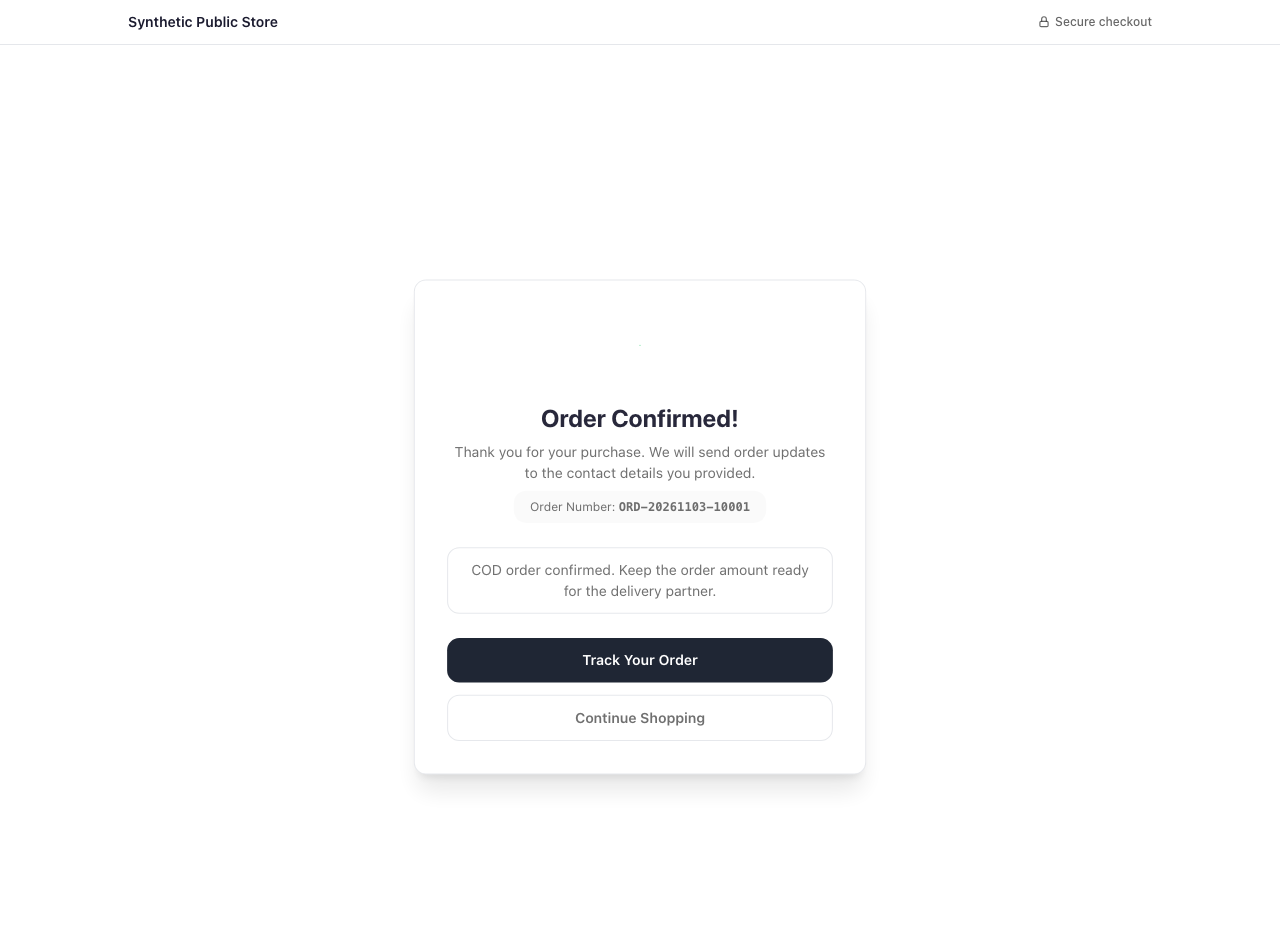 Synthetic Public Store
Secure checkout
Order Confirmed!
Thank you for your purchase. We will send order updates
to the contact details you provided.
Order Number: ORD–20261103–10001
COD order confirmed. Keep the order amount ready
for the delivery partner.
Track Your Order
Continue Shopping